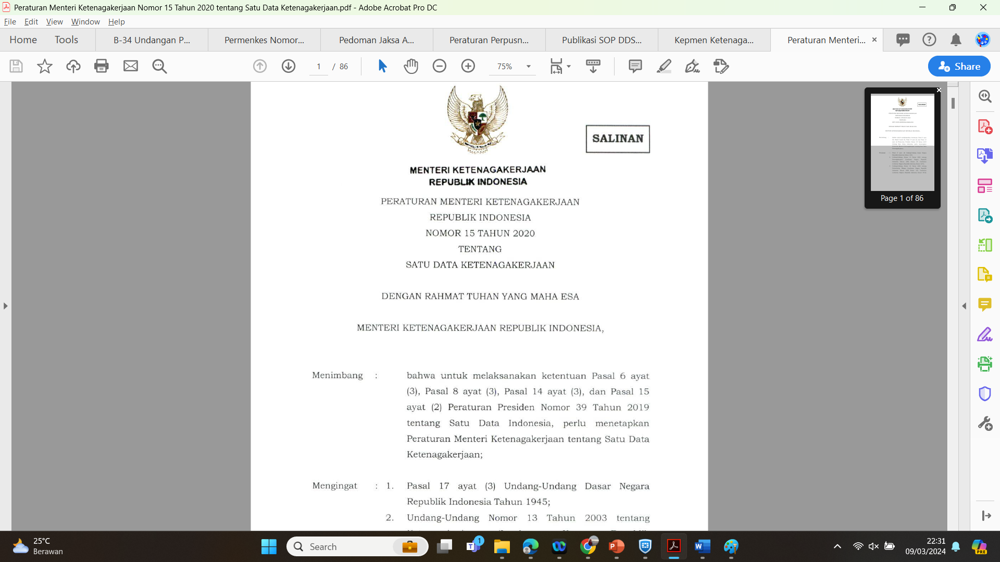 Peraturan Menteri Ketenagakerjaan Nomor 15 Tahun 2020 tentang Satu Data Ketenagakerjaan.pdf - Adobe Acrobat Pro DC
File Edit View Window Help
Home Tools B-34 Undangan P... Permenkes Nomor... Pedoman Jaksa A... Peraturan Perpusn... Publikasi SOP DDS... Kepmen Ketenaga... Peraturan Menteri...
1 / 86 75% Share
SALINAN
MENTERI KETENAGAKERJAAN
REPUBLIK INDONESIA
PERATURAN MENTERI KETENAGAKERJAAN
REPUBLIK INDONESIA
NOMOR 15 TAHUN 2020
TENTANG
SATU DATA KETENAGAKERJAAN
DENGAN RAHMAT TUHAN YANG MAHA ESA
MENTERI KETENAGAKERJAAN REPUBLIK INDONESIA,
Menimbang : bahwa untuk melaksanakan ketentuan Pasal 6 ayat
(3), Pasal 8 ayat (3), Pasal 14 ayat (3), dan Pasal 15
ayat (2) Peraturan Presiden Nomor 39 Tahun 2019
tentang Satu Data Indonesia, perlu menetapkan
Peraturan Menteri Ketenagakerjaan tentang Satu Data
Ketenagakerjaan;
Mengingat : 1. Pasal 17 ayat (3) Undang-Undang Dasar Negara
Republik Indonesia Tahun 1945;
2. Undang-Undang Nomor 13 Tahun 2003 tentang
Page 1 of 86
25°C
Berawan
Search
1
22:31
09/03/2024
PRE